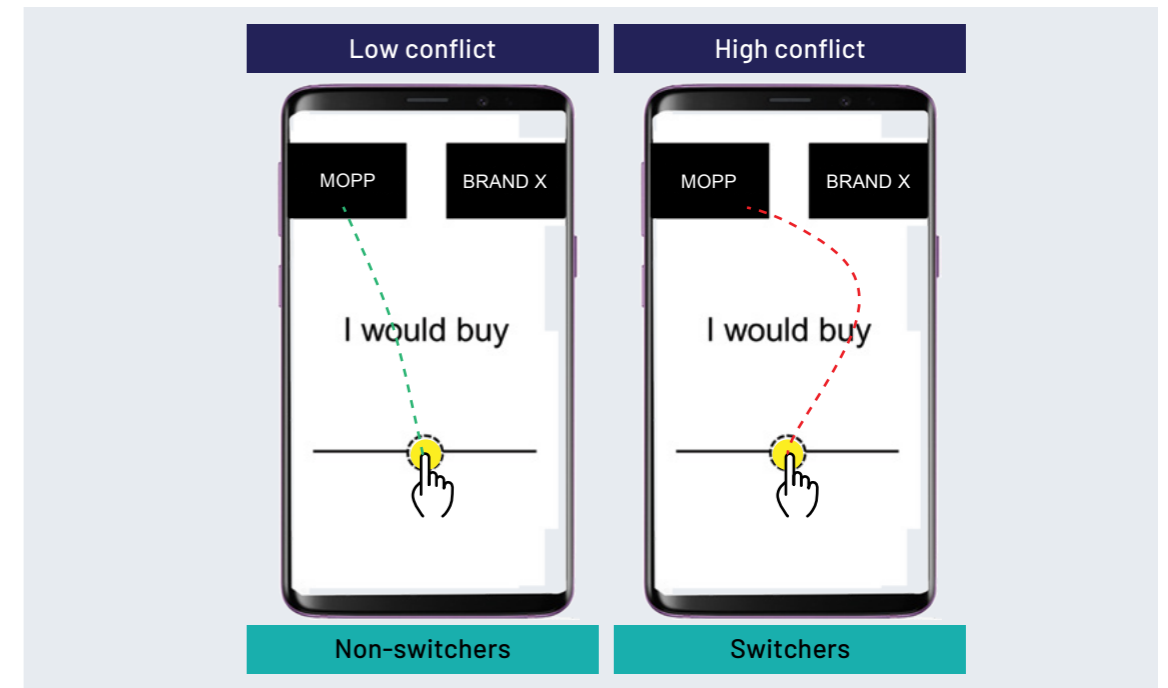 Low conflict
High conflict
MOPP
BRAND X
MOPP
BRAND X
I would buy
I would buy
Non-switchers
Switchers